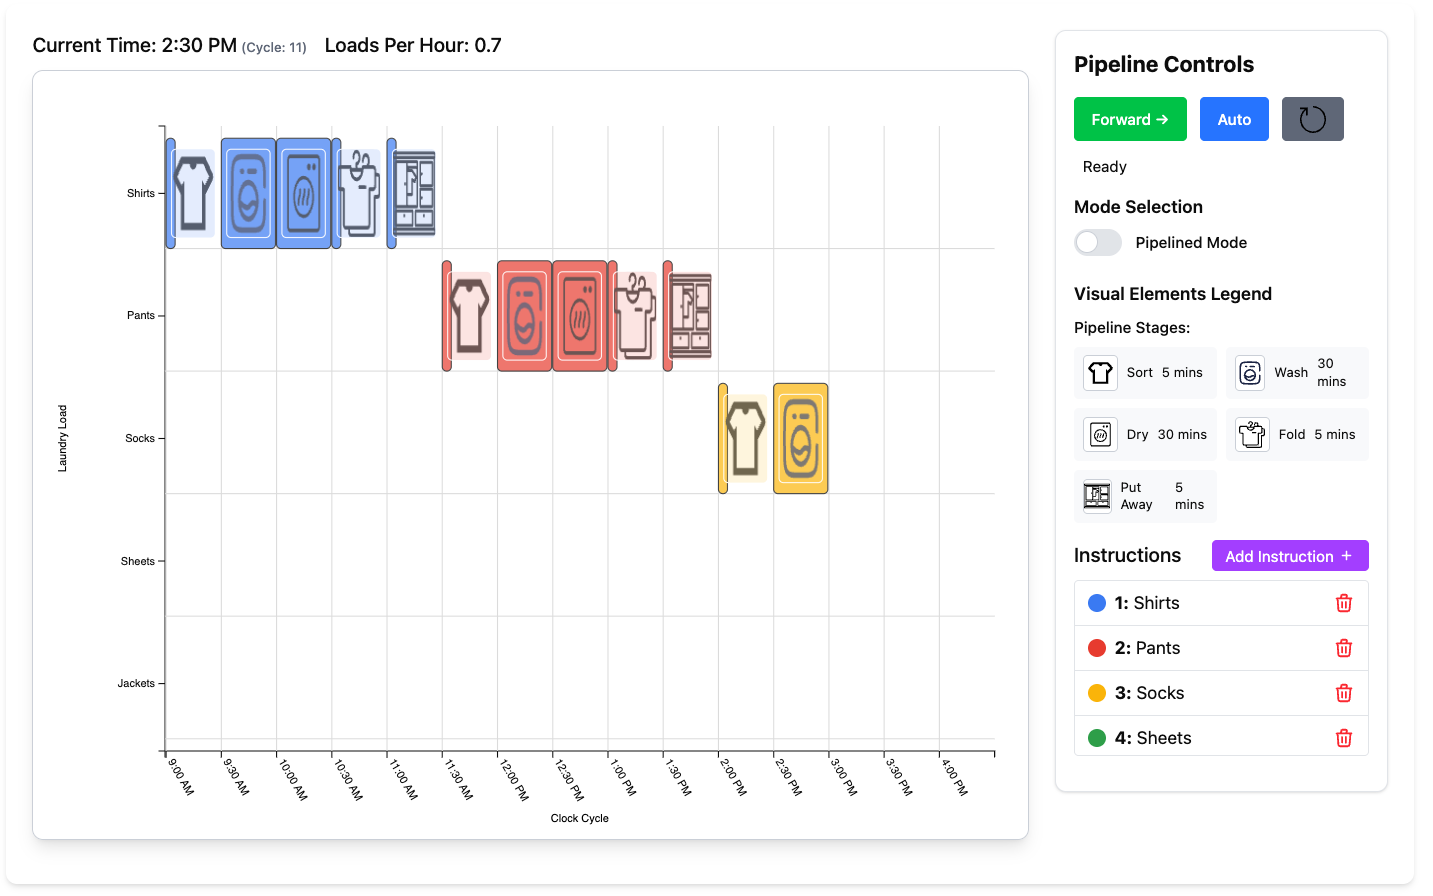 Current Time: 2:30 PM (Cycle: 11) Loads Per Hour: 0.7
Shirts
Pants
Socks
Sheets
Jackets
Laundry Load
9:00 AM
9:30 AM
10:00 AM
10:30 AM
11:00 AM
11:30 AM
12:00 PM
12:30 PM
1:00 PM
1:30 PM
2:00 PM
2:30 PM
3:00 PM
3:30 PM
4:00 PM
Clock Cycle
Pipeline Controls
Forward →
Auto
Ready
Mode Selection
Pipelined Mode
Visual Elements Legend
Pipeline Stages:
Sort 5 mins
Wash 30 mins
Dry 30 mins
Fold 5 mins
Put Away 5 mins
Instructions
Add Instruction +
1: Shirts
2: Pants
3: Socks
4: Sheets